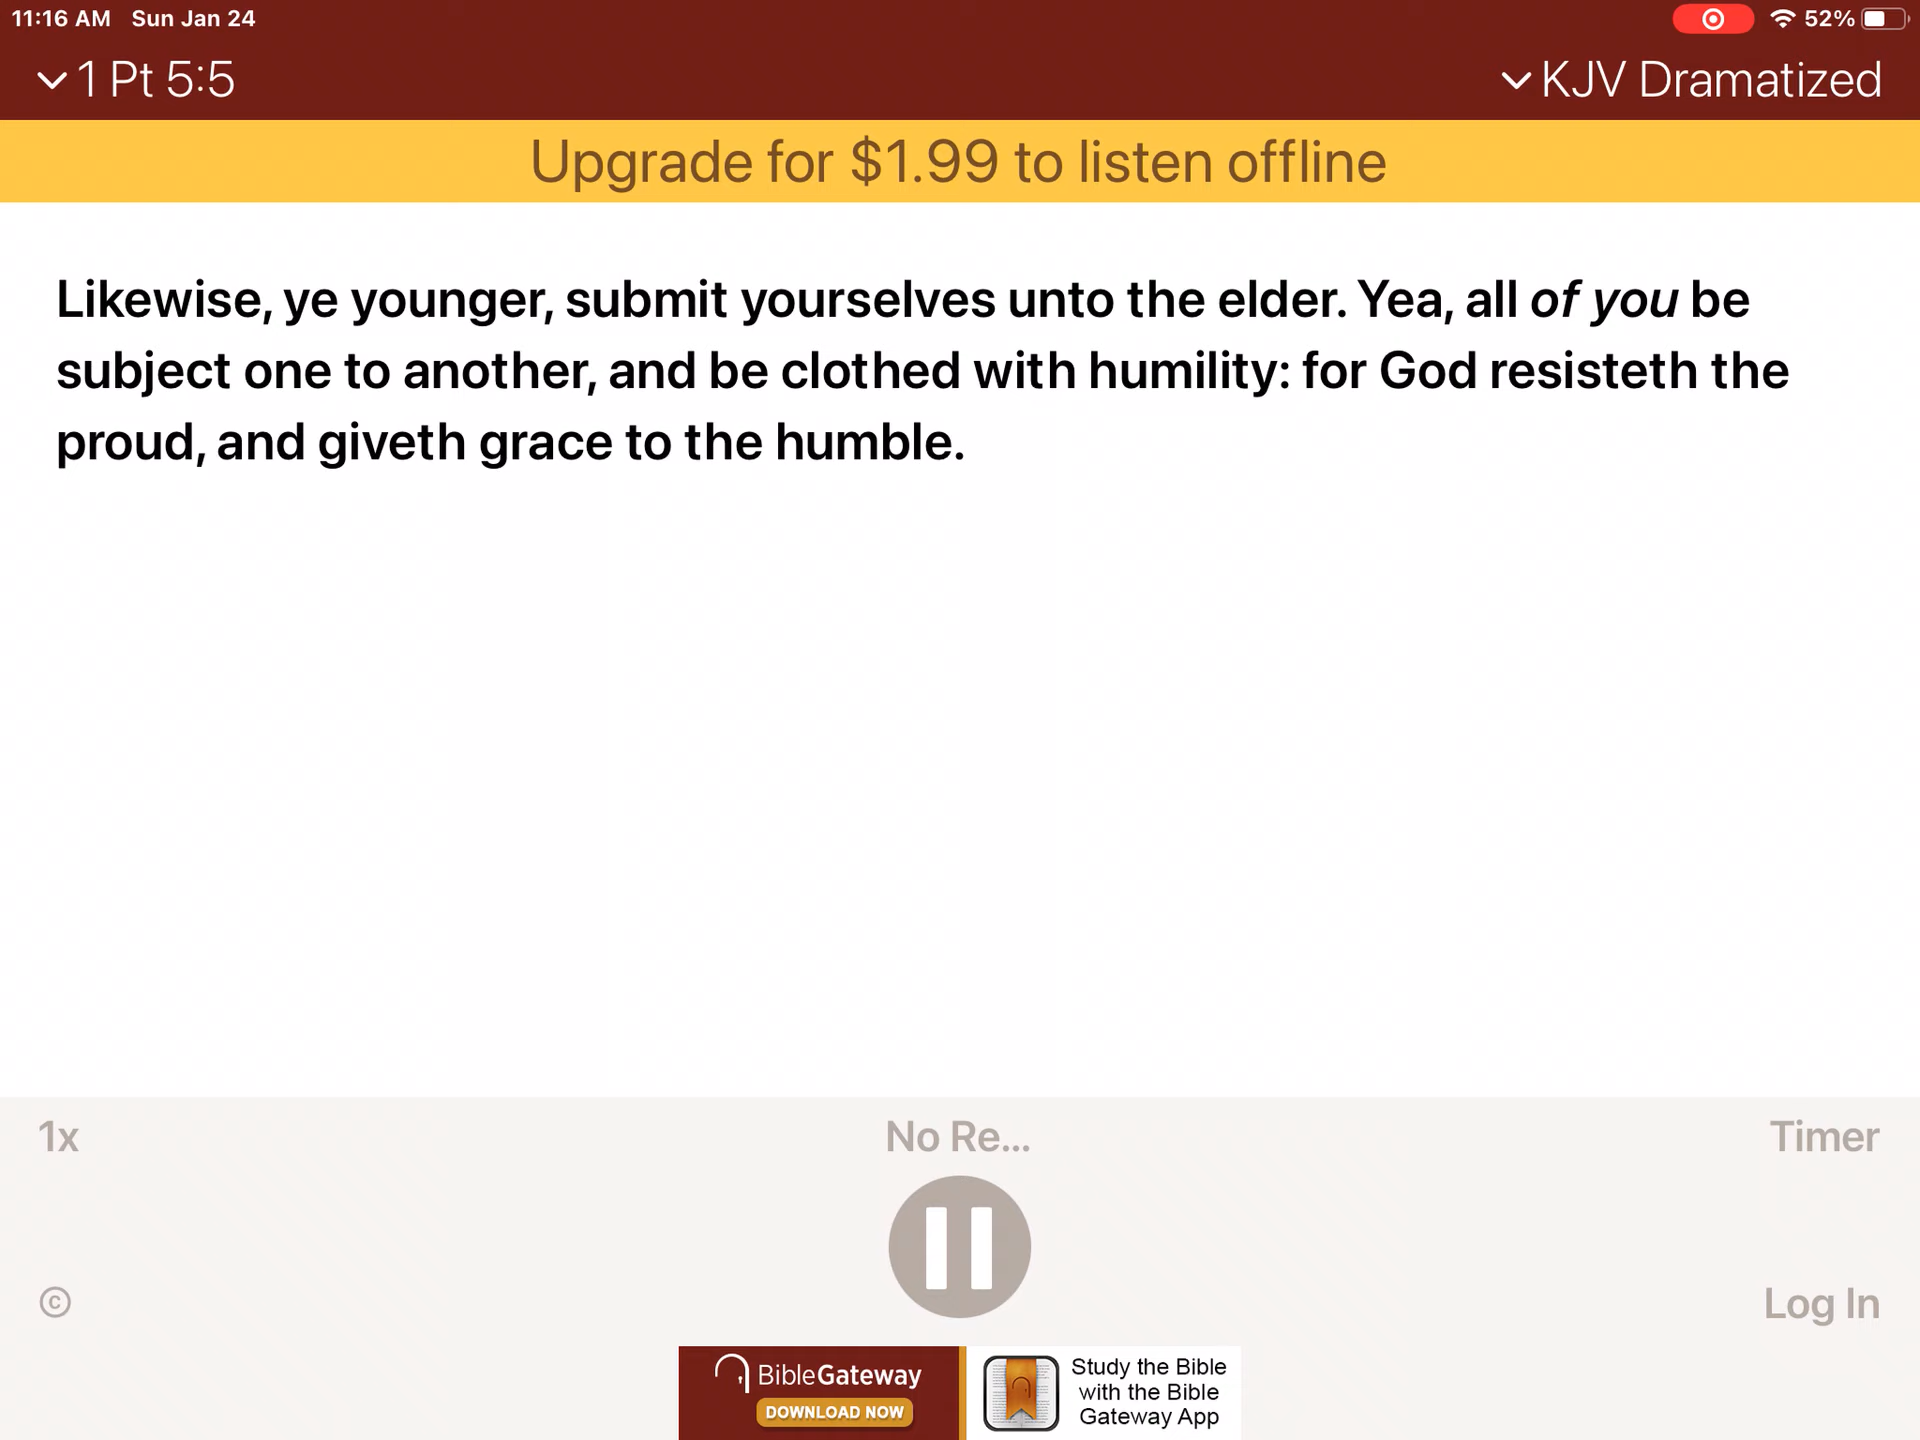 11:16 AM Sun Jan 24
52%
1 Pt 5:5
KJV Dramatized
Upgrade for $1.99 to listen offline
Likewise, ye younger, submit yourselves unto the elder. Yea, all of you be
subject one to another, and be clothed with humility: for God resisteth the
proud, and giveth grace to the humble.
1x
No Re...
Timer
©
Log In
BibleGateway
DOWNLOAD NOW
Study the Bible
with the Bible
Gateway App